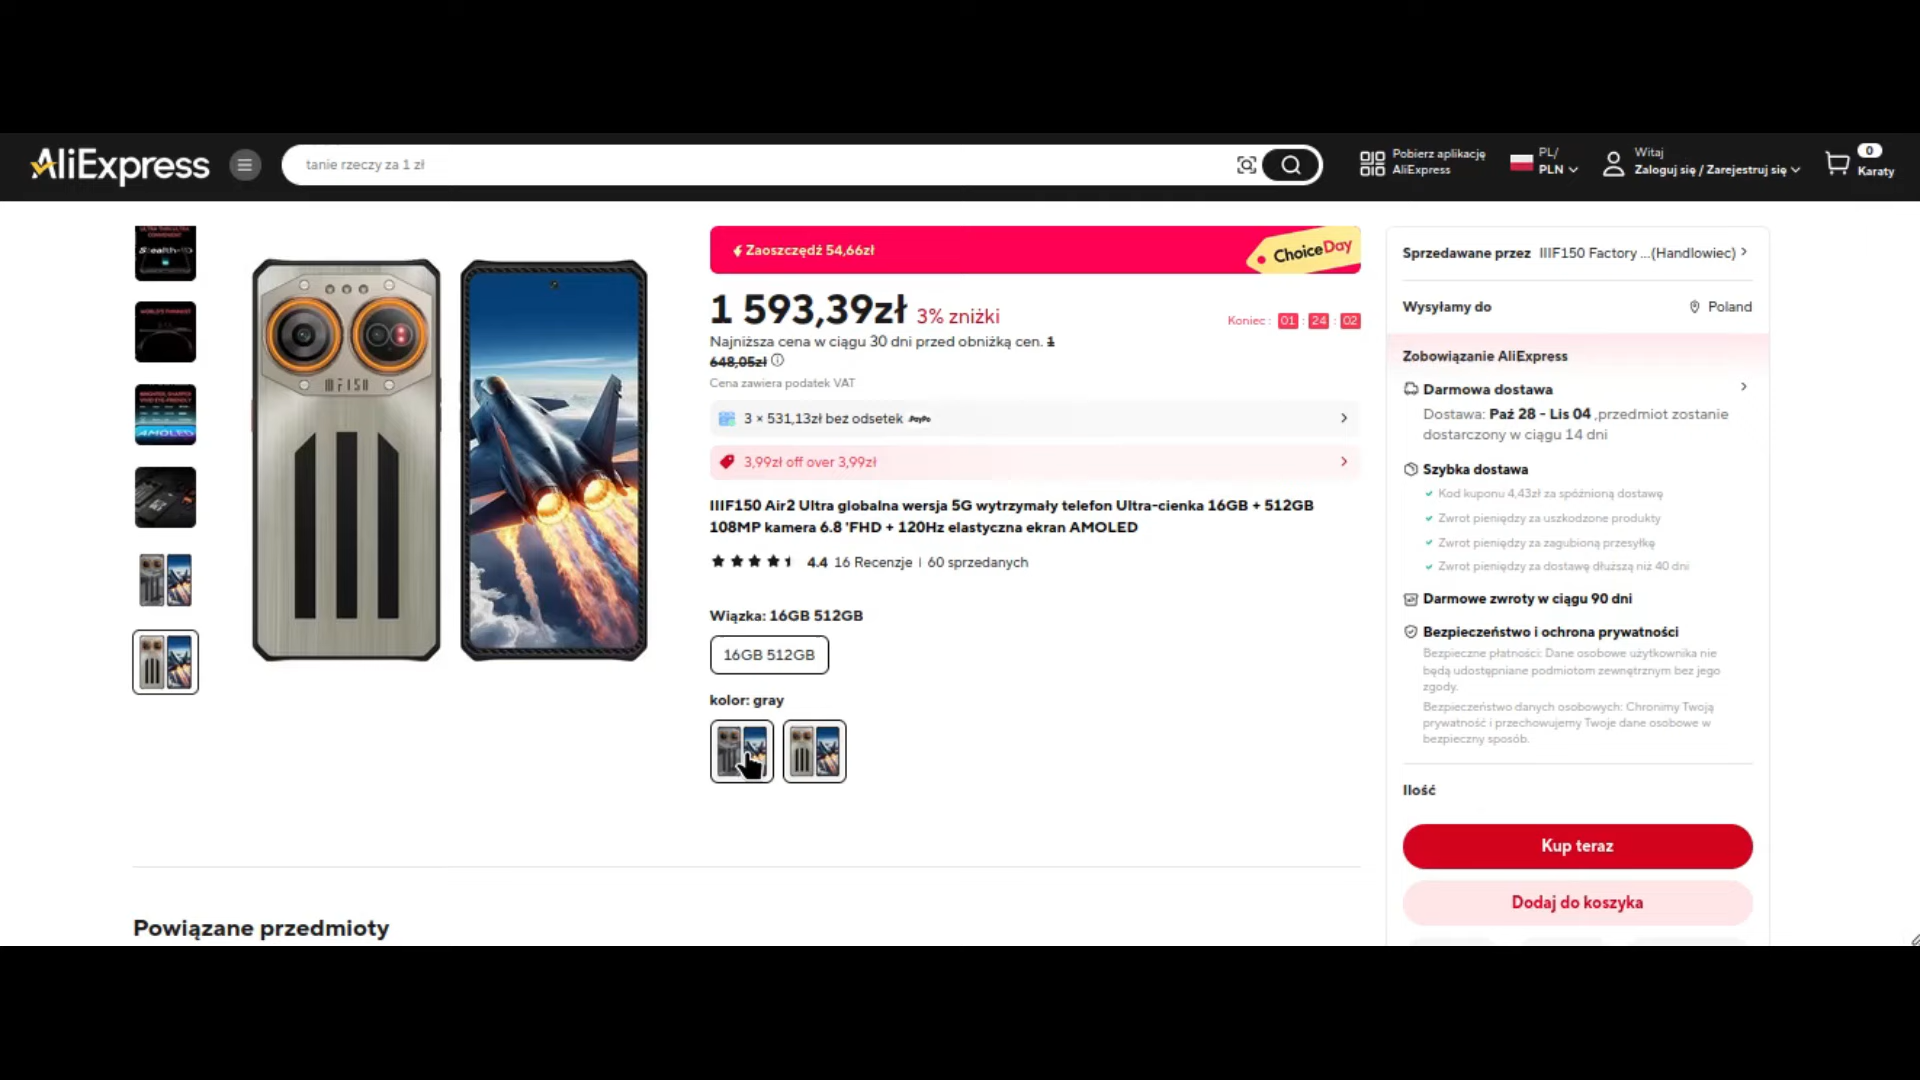 AliExpress
tanie rzeczy za 1 zł
Pobierz aplikację
AliExpress
PL/
PLN
Witaj
Zaloguj się / Zarejestruj się
0
Karaty
AMOLED
IIIF150
Zaoszczędź 54,66zł
ChoiceDay
1 593,39zł 3% zniżki
Koniec : 01 : 24 : 02
Najniższa cena w ciągu 30 dni przed obniżką cen. 1
648,05zł
Cena zawiera podatek VAT
3 × 531,13zł bez odsetek
3,99zł off over 3,99zł
IIIF150 Air2 Ultra globalna wersja 5G wytrzymały telefon Ultra-cienka 16GB + 512GB
108MP kamera 6.8 'FHD + 120Hz elastyczna ekran AMOLED
4.4 16 Recenzje | 60 sprzedanych
Wiązka: 16GB 512GB
16GB 512GB
kolor: gray
Powiązane przedmioty
Sprzedawane przez IIIF150 Factory ...(Handlowiec)
Wysyłamy do Poland
Zobowiązanie AliExpress
Darmowa dostawa
Dostawa: Paź 28 - Lis 04 ,przedmiot zostanie
dostarczony w ciągu 14 dni
Szybka dostawa
Kod kuponu 4,43zł za spóźnioną dostawę
Zwrot pieniędzy za uszkodzone produkty
Zwrot pieniędzy za zagubioną przesyłkę
Zwrot pieniędzy za dostawę dłuższą niż 40 dni
Darmowe zwroty w ciągu 90 dni
Bezpieczeństwo i ochrona prywatności
Bezpieczne płatności: Dane osobowe użytkownika nie
będą udostępniane podmiotom zewnętrznym bez jego
zgody.
Bezpieczeństwo danych osobowych: Chronimy Twoją
prywatność i przechowujemy Twoje dane osobowe w
bezpieczny sposób.
Ilość
Kup teraz
Dodaj do koszyka